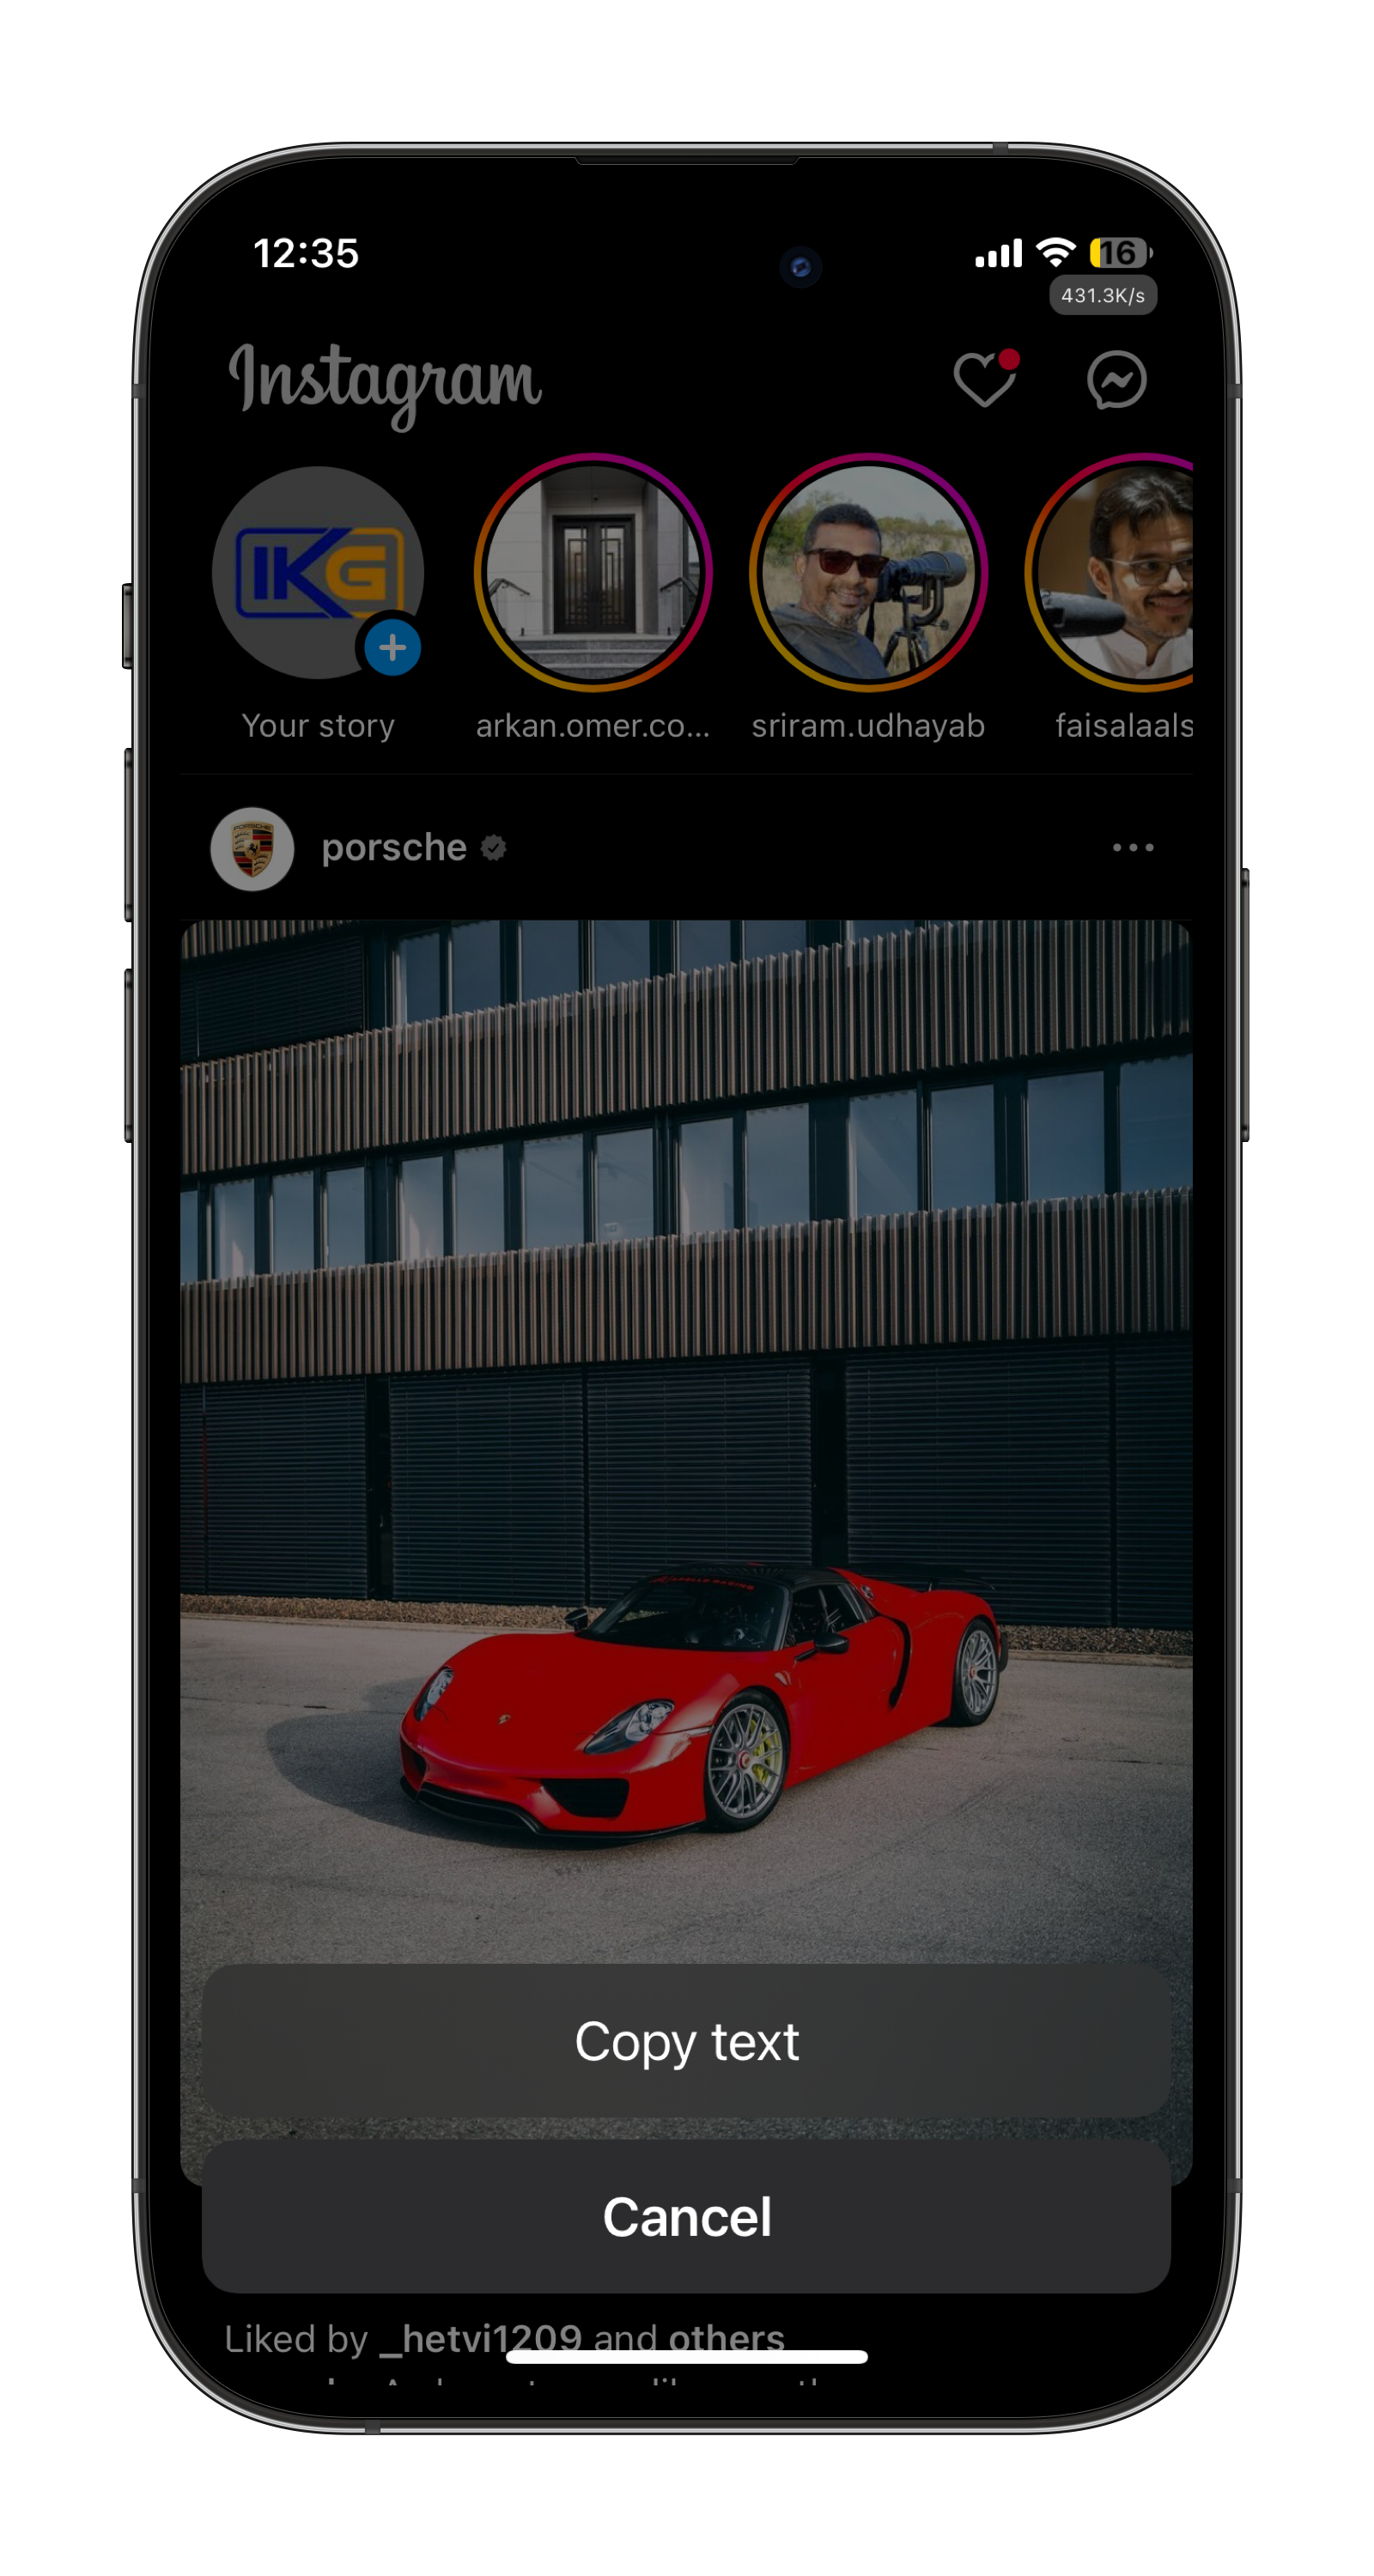 12:35
16
431.3K/s
Instagram
IKG
Your story
arkan.omer.co...
sriram.udhayab
faisalaals
porsche
Copy text
Cancel
Liked by _hetvi1209 and others